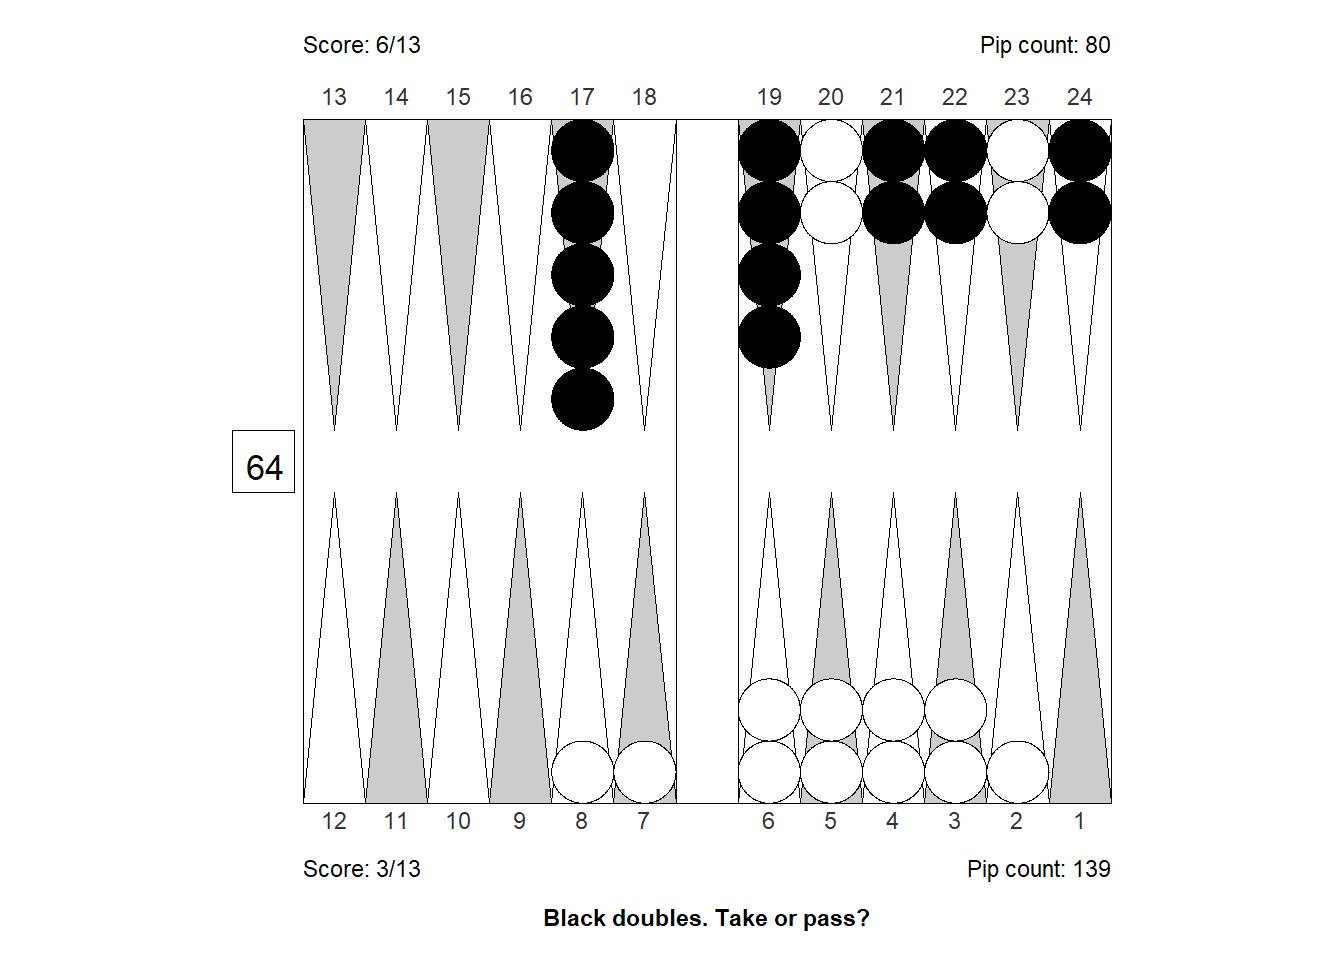 Score: 6/13 Pip count: 80
13 14 15 16 17 18 19 20 21 22 23 24
64
12 11 10 9 8 7 6 5 4 3 2 1
Score: 3/13 Pip count: 139
Black doubles. Take or pass?